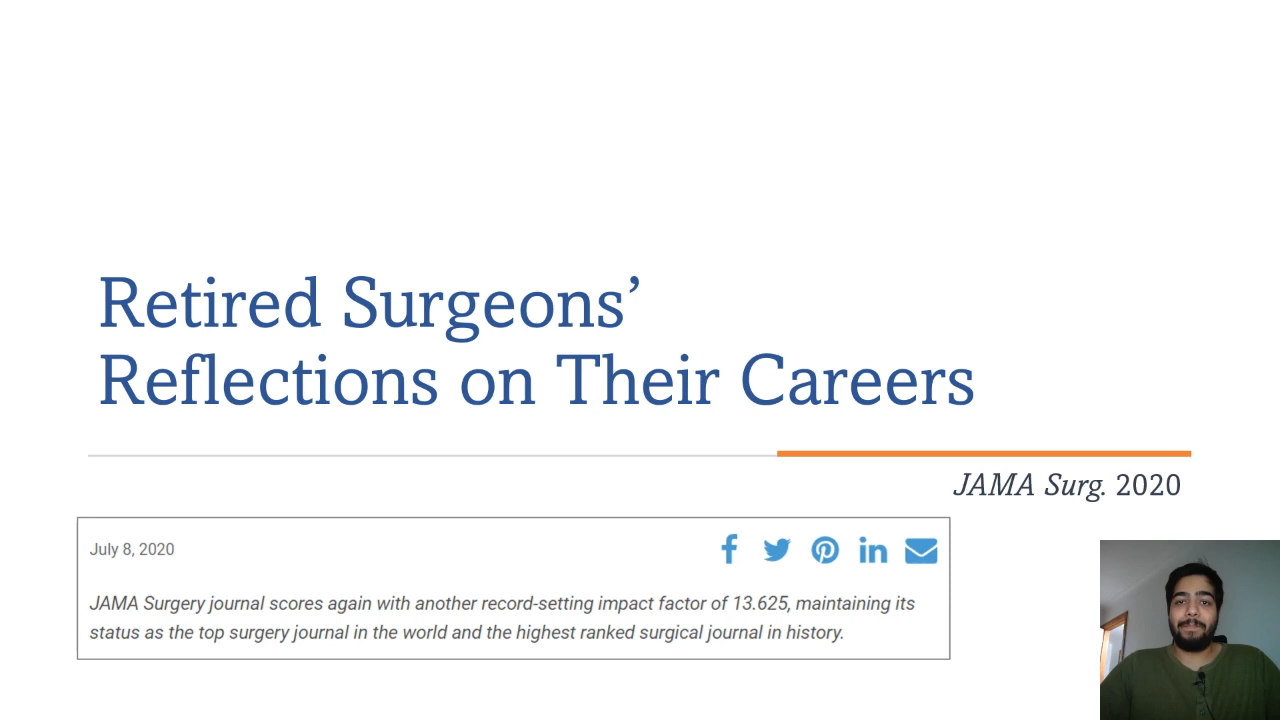 Retired Surgeons’
Reflections on Their Careers
JAMA Surg. 2020
July 8, 2020
JAMA Surgery journal scores again with another record-setting impact factor of 13.625, maintaining its
status as the top surgery journal in the world and the highest ranked surgical journal in history.